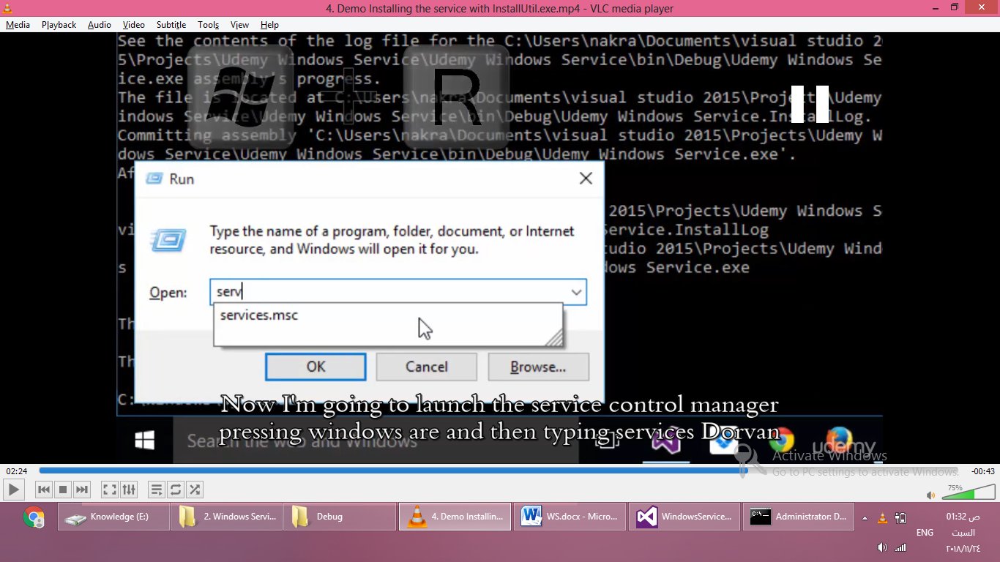 4. Demo Installing the service with InstallUtil.exe.mp4 - VLC media player
Media Playback Audio Video Subtitle Tools View Help
See the contents of the log file for the C:\Users\nakra\Documents\visual studio 2
5\Projects\Udemy Windows Service\Udemy Windows Service\bin\Debug\Udemy Windows Se
ice.exe assembly's progress.
The file is located at C:\Users\nakra\Documents\visual studio 2015\Projects\Udemy
indows Service\Udemy Windows Service\bin\Debug\Udemy Windows Service.InstallLog.
Committing assembly 'C:\Users\nakra\Documents\visual studio 2015\Projects\Udemy W
dows Service\Udemy Windows Service\bin\Debug\Udemy Windows Service.exe'.
R
Af
Run
2015\Projects\Udemy Windows S
vi
ervice.InstallLog
Type the name of a program, folder, document, or Internet
resource, and Windows will open it for you.
tudio 2015\Projects\Udemy Wind
s
dows Service.exe
Open: serv
services.msc
Th
Th
OK Cancel Browse...
C:
Now I'm going to launch the service control manager
pressing windows are and then typing services Dorvan
Search the web and Windows
udemy
Activate Windows
Go to PC settings to activate Windows.
02:24 -00:43
75%
Knowledge (E:) 2. Windows Servi... Debug 4. Demo Installin... WS.docx - Micro... WindowsService... Administrator: D...
ENG
01:32 ص
السبت
٢٠١٨/١١/٢٤